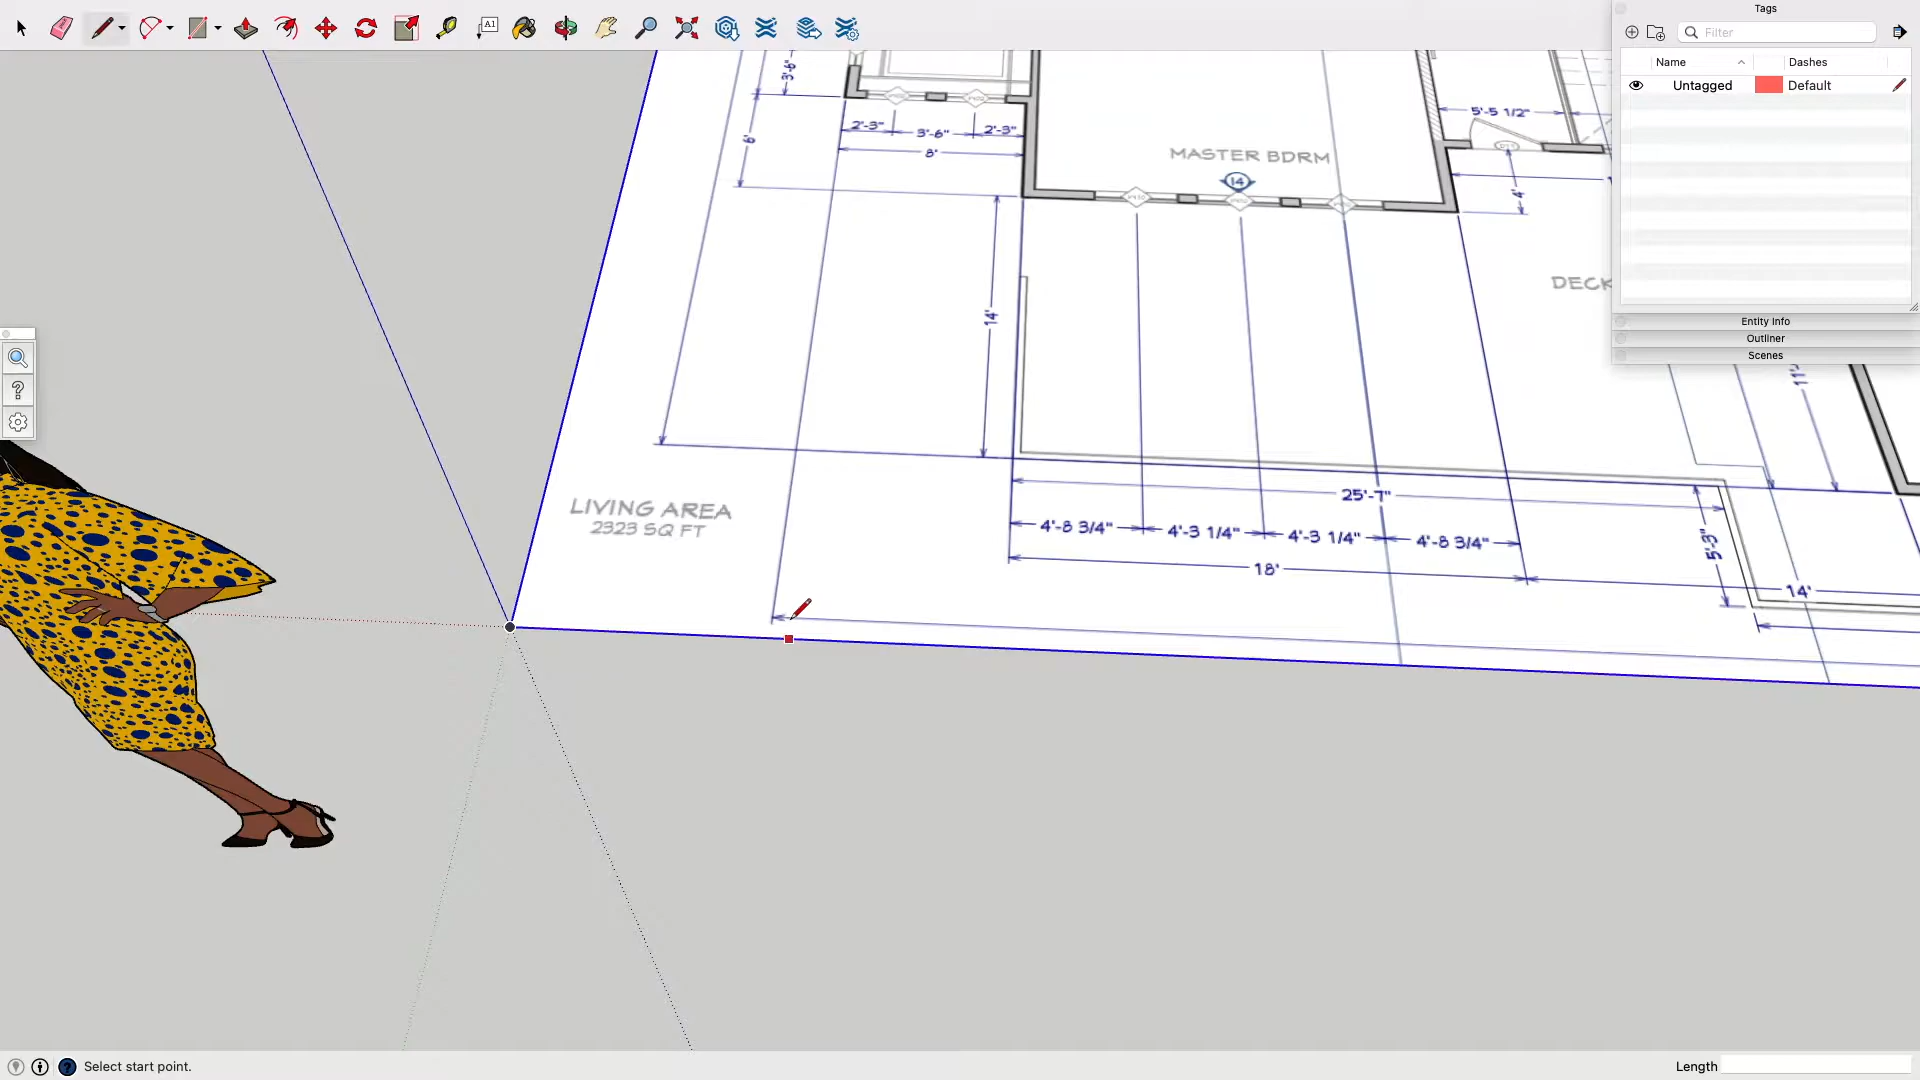 Tags
Filter
Name
Dashes
Untagged
Default
Entity Info
Outliner
Scenes
A1
3'-6"
6'
2'-3"
3'-6"
2'-3"
8'
MASTER BDRM
14
5'-5 1/2"
4'
14'
DECK
LIVING AREA
2323 SQ FT
25'-7"
4'-8 3/4"
4'-3 1/4"
4'-3 1/4"
4'-8 3/4"
18'
5'-3"
14'
?
Select start point.
Length